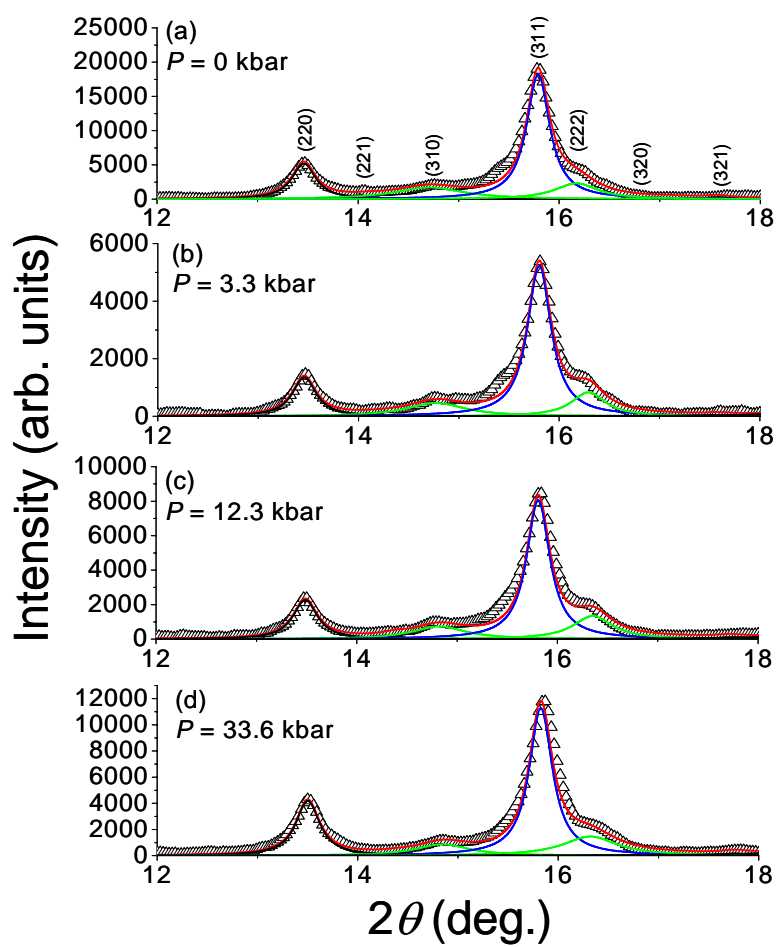 (a)
P = 0 kbar
25000
20000
15000
10000
5000
0
(220)
(221)
(310)
(311)
(222)
(320)
(321)
12 14 16 18
(b)
P = 3.3 kbar
6000
4000
2000
0
12 14 16 18
(c)
P = 12.3 kbar
10000
8000
6000
4000
2000
0
12 14 16 18
(d)
P = 33.6 kbar
12000
10000
8000
6000
4000
2000
0
12 14 16 18
Intensity (arb. units)
2θ (deg.)